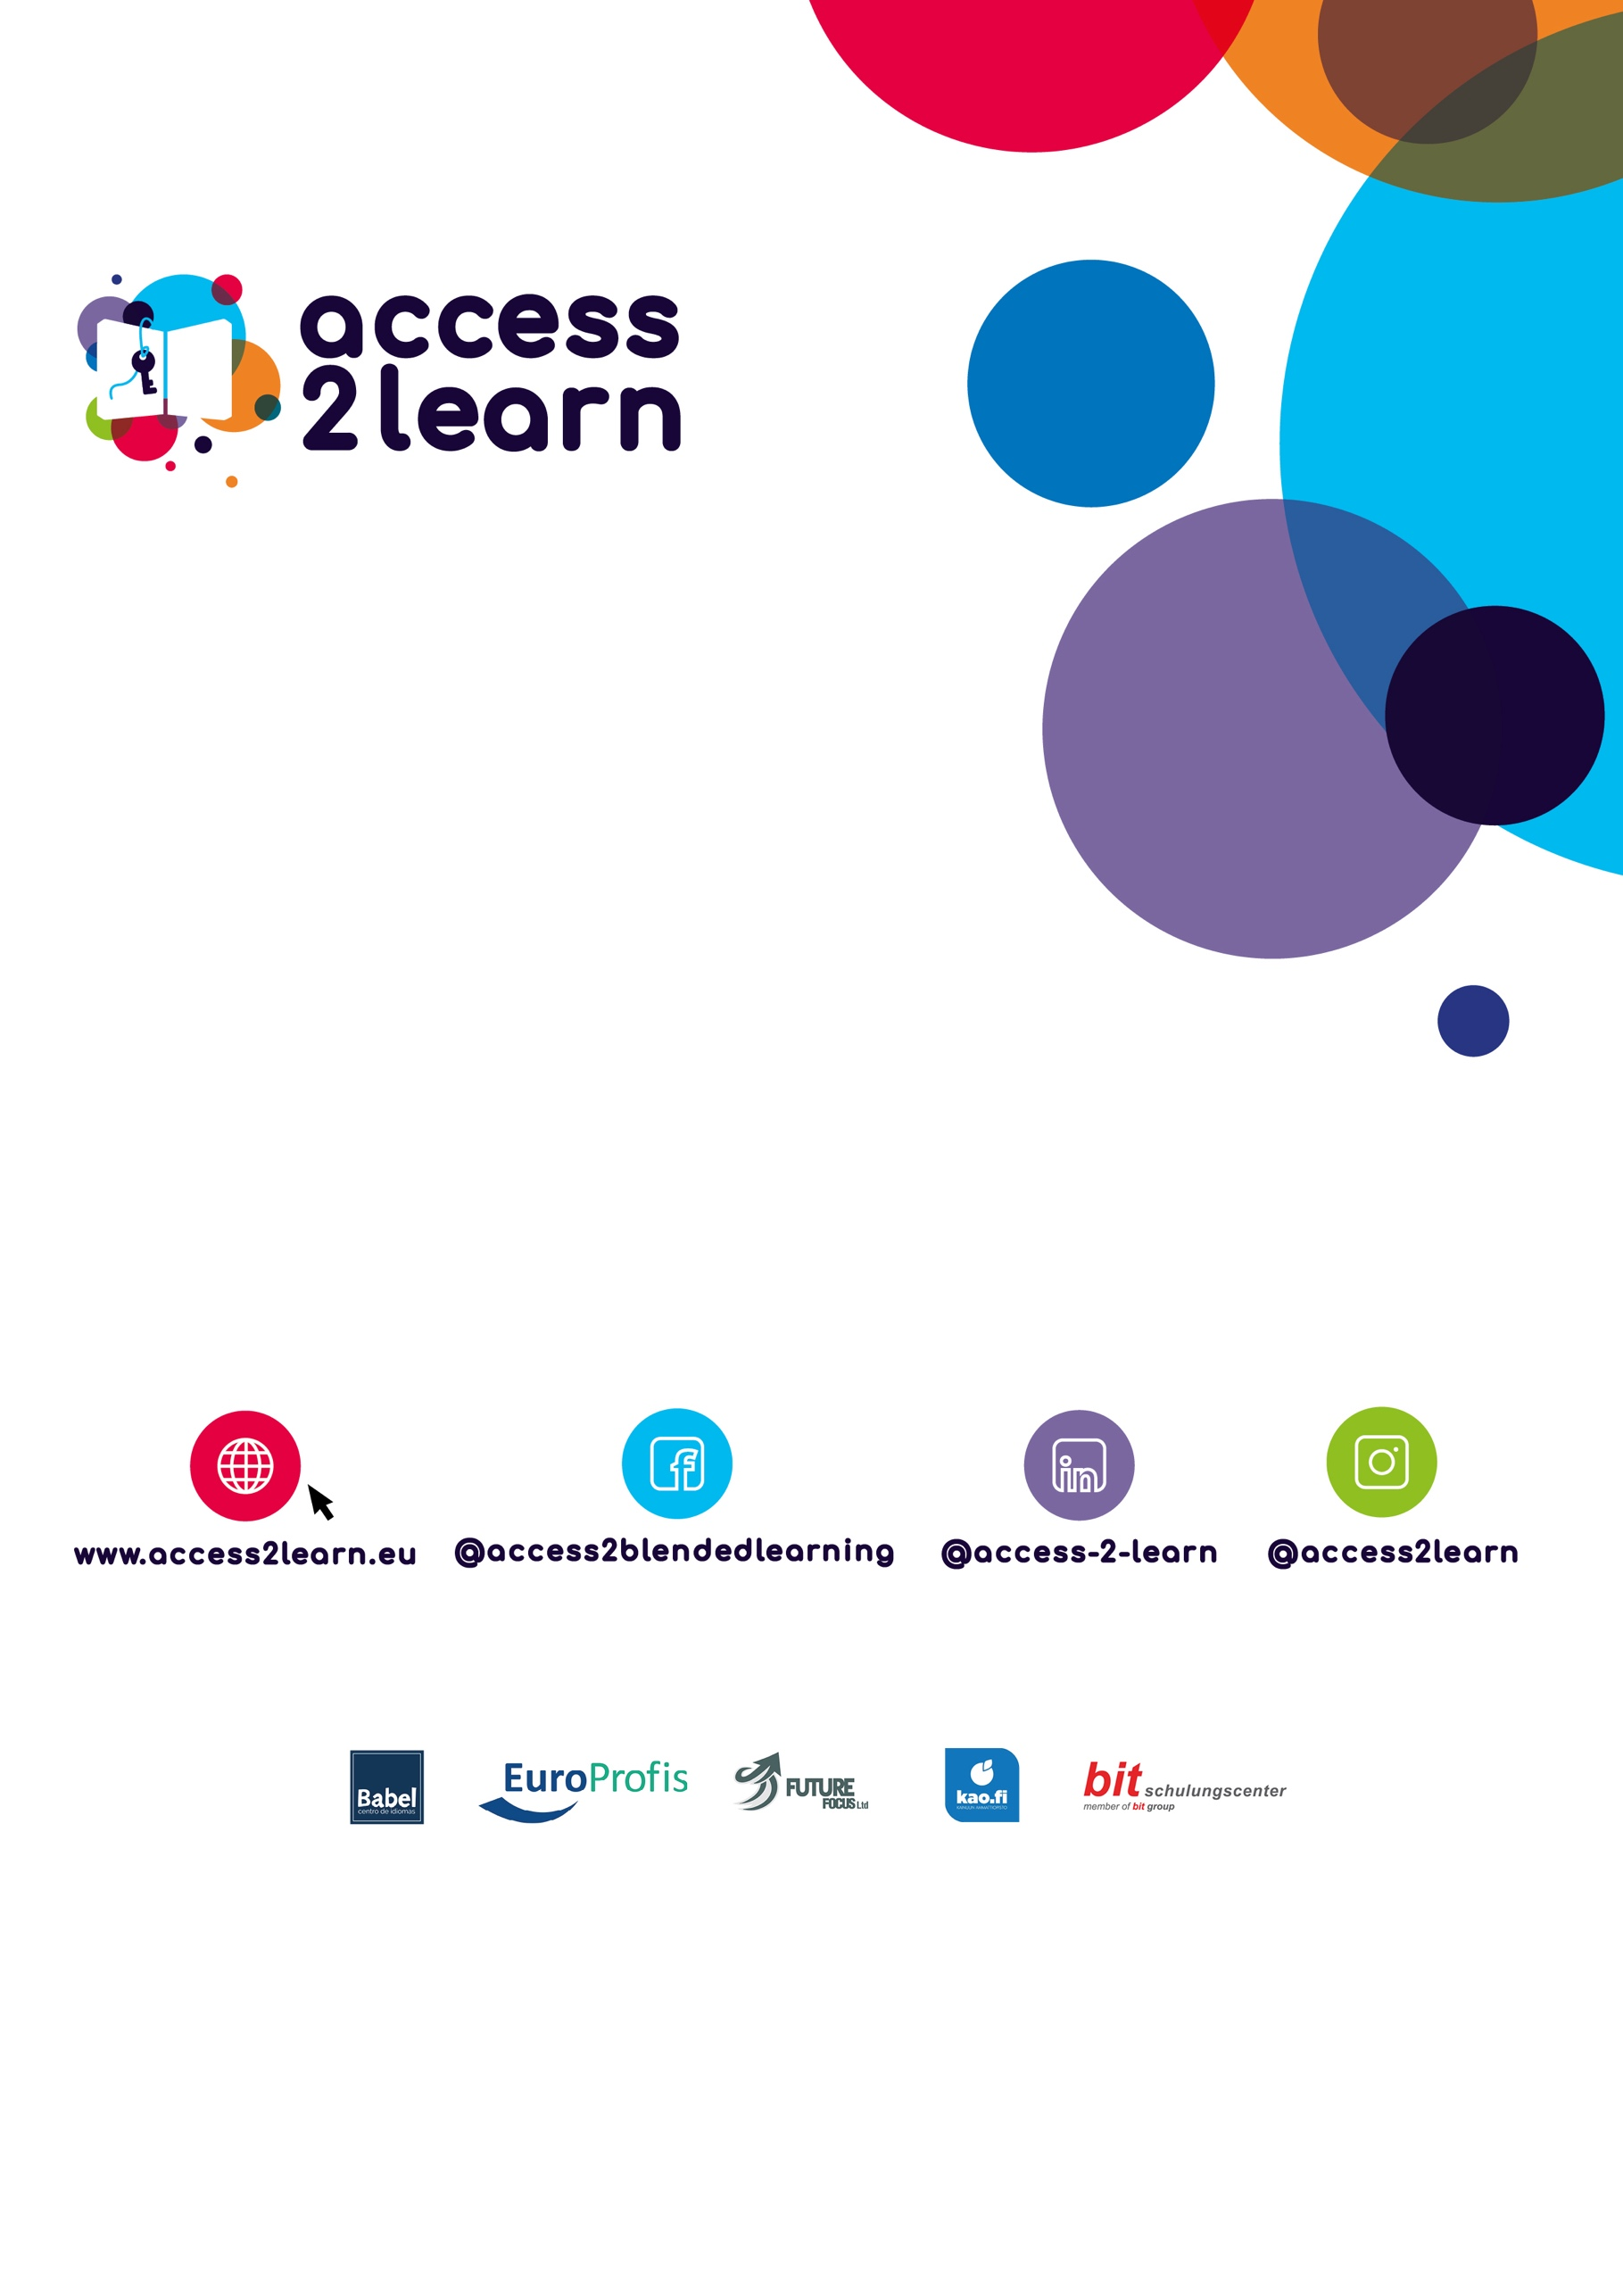 access
2learn
www.access2learn.eu
@access2blendedlearning
@access-2-learn
@access2learn
Babel
centro de idiomas
EuroProfis
FUTURE
FOCUS Ltd
kao.fi
bit schulungscenter
member of bit group